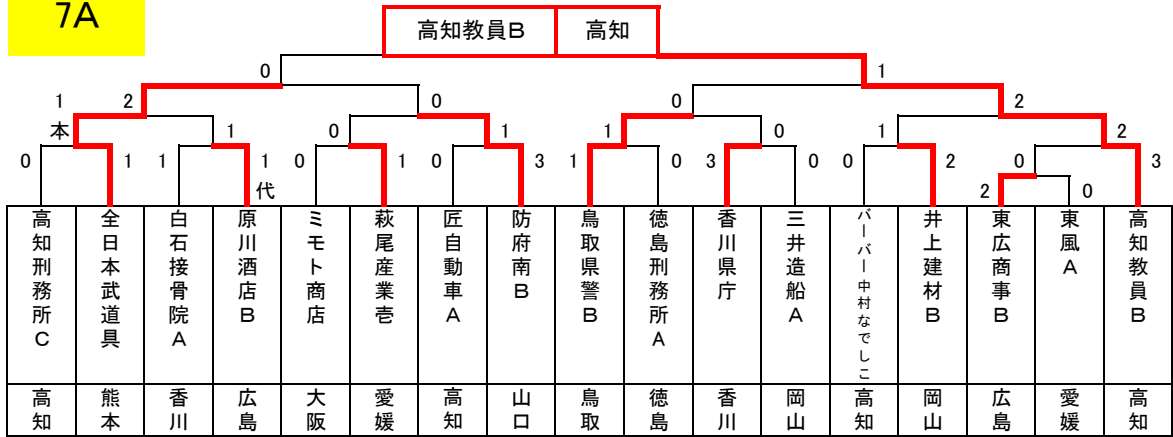 7A
高知教員B 高知
0 1
1 2 0 0 2
本 1 0 1 1 0 1 2
0 1 1 1 0 1 0 3 1 0 3 0 0 2 0 3
代 2 0
高知刑務所C
全日本武道具
白石接骨院A
原川酒店B
ミモト商店
萩尾産業壱
匠自動車A
防府南B
鳥取県警B
徳島刑務所A
香川県庁
三井造船A
バーバー中村なでしこ
井上建材B
東広商事B
東風A
高知教員B
高知 熊本 香川 広島 大阪 愛媛 高知 山口 鳥取 徳島 香川 岡山 高知 岡山 広島 愛媛 高知